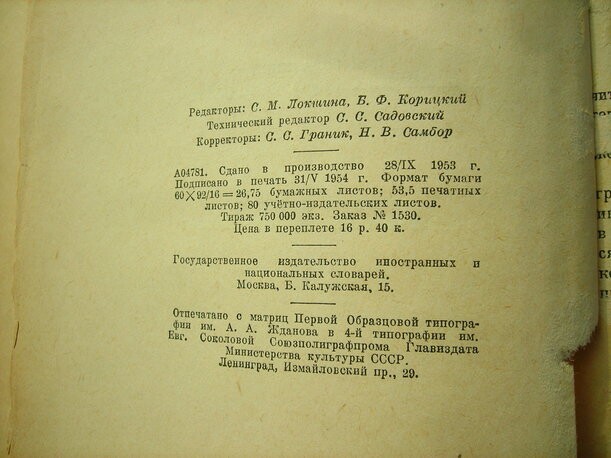 Редакторы: С. М. Локшина, Б. Ф. Корицкий
Технический редактор С. С. Садовский
Корректоры: С. С. Граник, Н. В. Самбор
А04781. Сдано в производство 28/IX 1953 г.
Подписано в печать 31/V 1954 г. Формат бумаги
60×92/16=26,75 бумажных листов; 53,5 печатных
листов; 80 учётно-издательских листов.
Тираж 750 000 экз. Заказ № 1530.
Цена в переплете 16 р. 40 к.
Государственное издательство иностранных и
национальных словарей.
Москва, Б. Калужская, 15.
Отпечатано с матриц Первой Образцовой типогра-
фии им. А. А. Жданова в 4-й типографии им.
Евг. Соколовой Союзполиграфпрома Главиздата
Министерства культуры СССР.
Ленинград, Измайловский пр., 29.